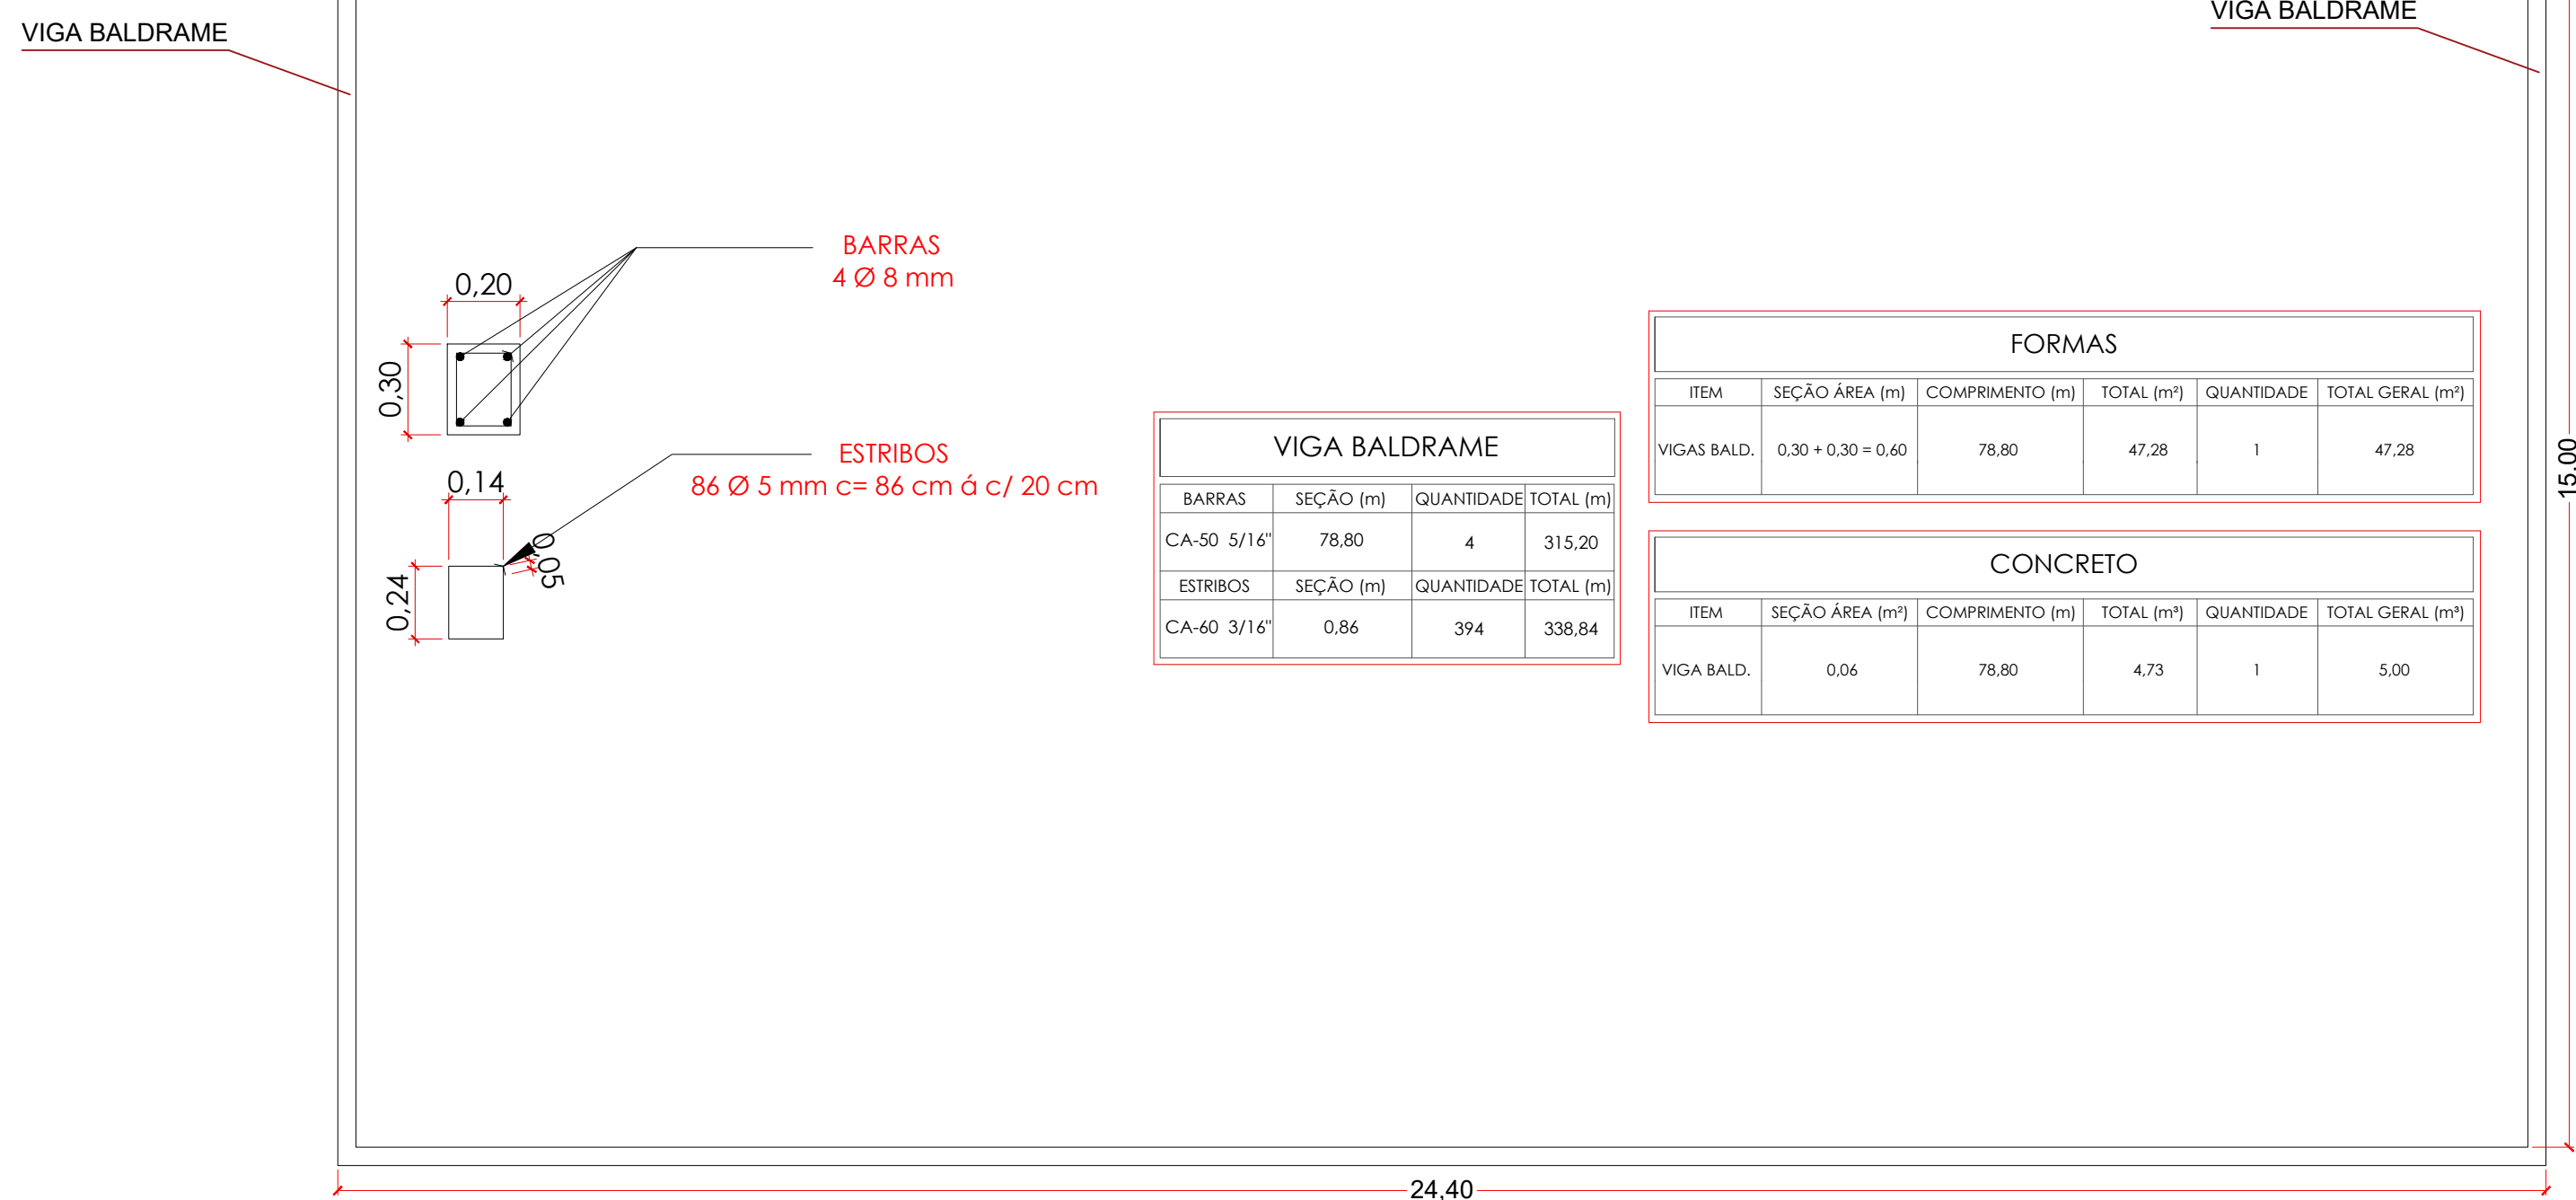 VIGA BALDRAME
VIGA BALDRAME
BARRAS
4 Ø 8 mm
0,20
0,30
ESTRIBOS
86 Ø 5 mm c= 86 cm á c/ 20 cm
0,14
0,05
0,24
VIGA BALDRAME
BARRAS SEÇÃO (m) QUANTIDADE TOTAL (m)
CA-50 5/16" 78,80 4 315,20
ESTRIBOS SEÇÃO (m) QUANTIDADE TOTAL (m)
CA-60 3/16" 0,86 394 338,84
FORMAS
ITEM SEÇÃO ÁREA (m) COMPRIMENTO (m) TOTAL (m²) QUANTIDADE TOTAL GERAL (m²)
VIGAS BALD. 0,30 + 0,30 = 0,60 78,80 47,28 1 47,28
CONCRETO
ITEM SEÇÃO ÁREA (m²) COMPRIMENTO (m) TOTAL (m³) QUANTIDADE TOTAL GERAL (m³)
VIGA BALD. 0,06 78,80 4,73 1 5,00
15,00
24,40